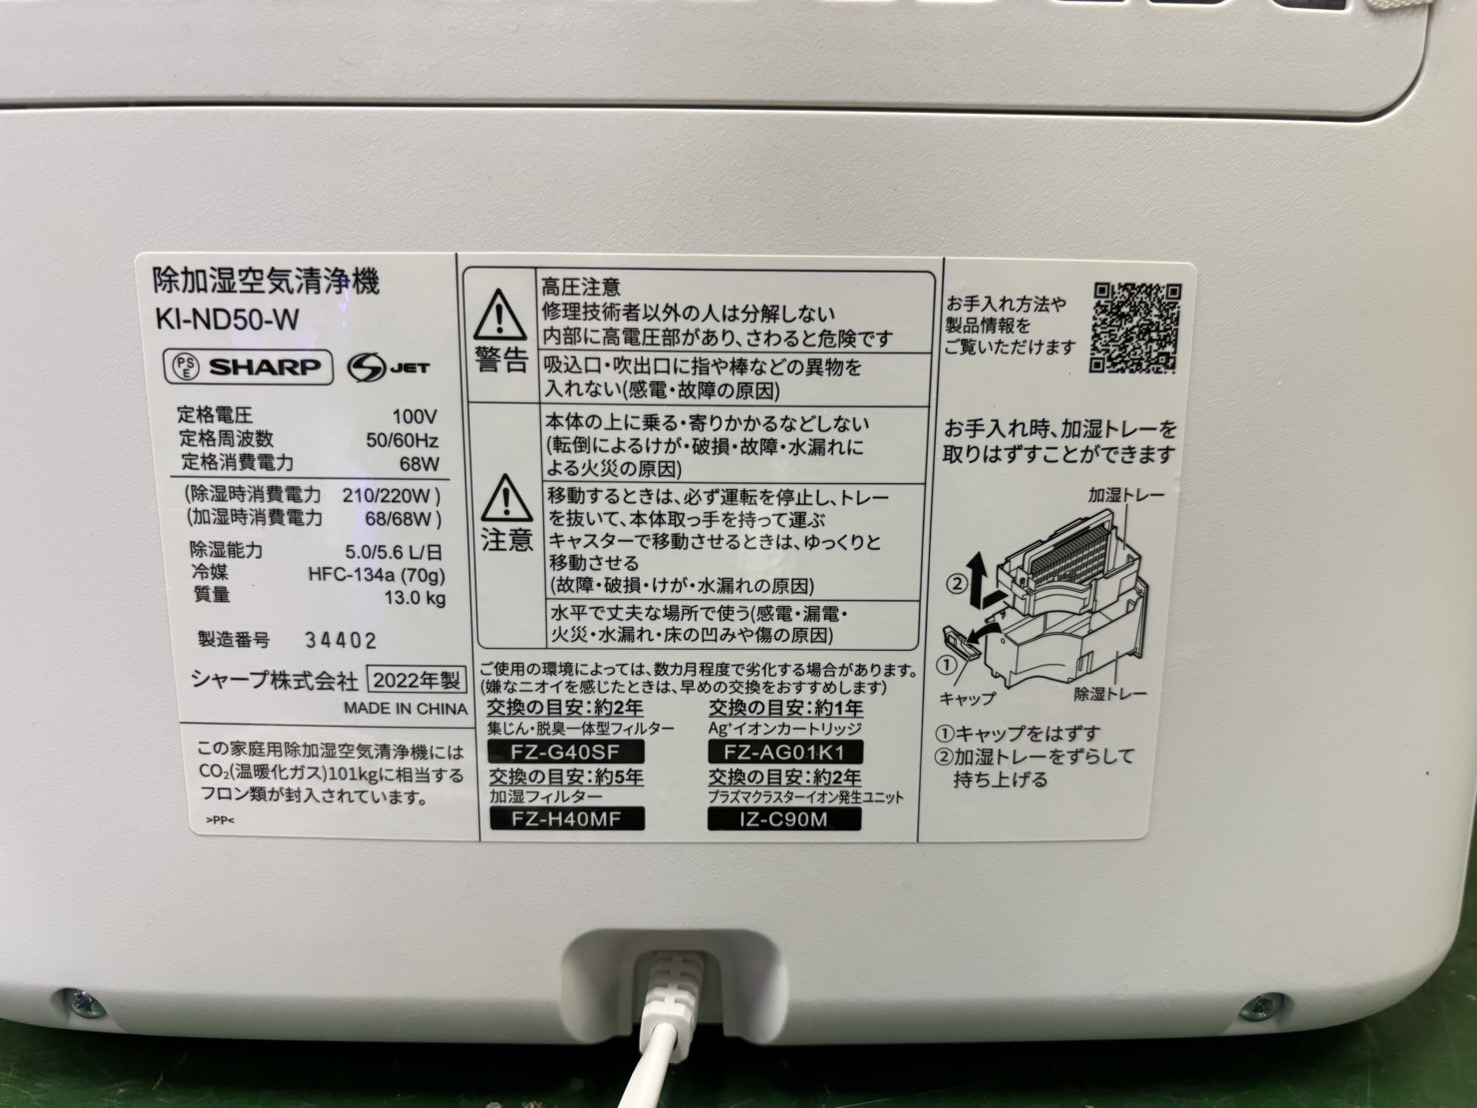 除加湿空気清浄機
KI-ND50-W
PSE SHARP S JET
定格電圧 100V
定格周波数 50/60Hz
定格消費電力 68W
(除湿時消費電力 210/220W )
(加湿時消費電力 68/68W )
除湿能力 5.0/5.6 L/日
冷媒 HFC-134a (70g)
質量 13.0 kg
製造番号 34402
シャープ株式会社 2022年製
MADE IN CHINA
この家庭用除加湿空気清浄機には
CO₂(温暖化ガス)101kgに相当する
フロン類が封入されています。
>PP<
警告
高圧注意
修理技術者以外の人は分解しない
内部に高電圧部があり、さわると危険です
吸込口・吹出口に指や棒などの異物を
入れない(感電・故障の原因)
注意
本体の上に乗る・寄りかかるなどしない
(転倒によるけが・破損・故障・水漏れに
よる火災の原因)
移動するときは、必ず運転を停止し、トレー
を抜いて、本体取っ手を持って運ぶ
キャスターで移動させるときは、ゆっくりと
移動させる
(故障・破損・けが・水漏れの原因)
水平で丈夫な場所で使う(感電・漏電・
火災・水漏れ・床の凹みや傷の原因)
ご使用の環境によっては、数カ月程度で劣化する場合があります。
(嫌なニオイを感じたときは、早めの交換をおすすめします)
交換の目安:約2年
集じん・脱臭一体型フィルター
FZ-G40SF
交換の目安:約5年
加湿フィルター
FZ-H40MF
交換の目安:約1年
Ag⁺イオンカートリッジ
FZ-AG01K1
交換の目安:約2年
プラズマクラスターイオン発生ユニット
IZ-C90M
お手入れ方法や
製品情報を
ご覧いただけます
お手入れ時、加湿トレーを
取りはずすことができます
加湿トレー
②
①
キャップ
除湿トレー
①キャップをはずす
②加湿トレーをずらして
持ち上げる